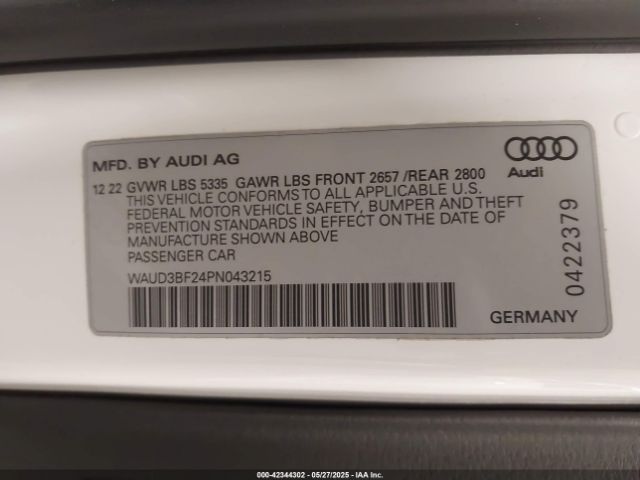 MFD. BY AUDI AG
Audi
12 22 GVWR LBS 5335 GAWR LBS FRONT 2657 /REAR 2800
THIS VEHICLE CONFORMS TO ALL APPLICABLE U.S.
FEDERAL MOTOR VEHICLE SAFETY, BUMPER AND THEFT
PREVENTION STANDARDS IN EFFECT ON THE DATE OF
MANUFACTURE SHOWN ABOVE
PASSENGER CAR
WAUD3BF24PN043215
0422379
GERMANY
000-42344302 - 05/27/2025 - IAA Inc.